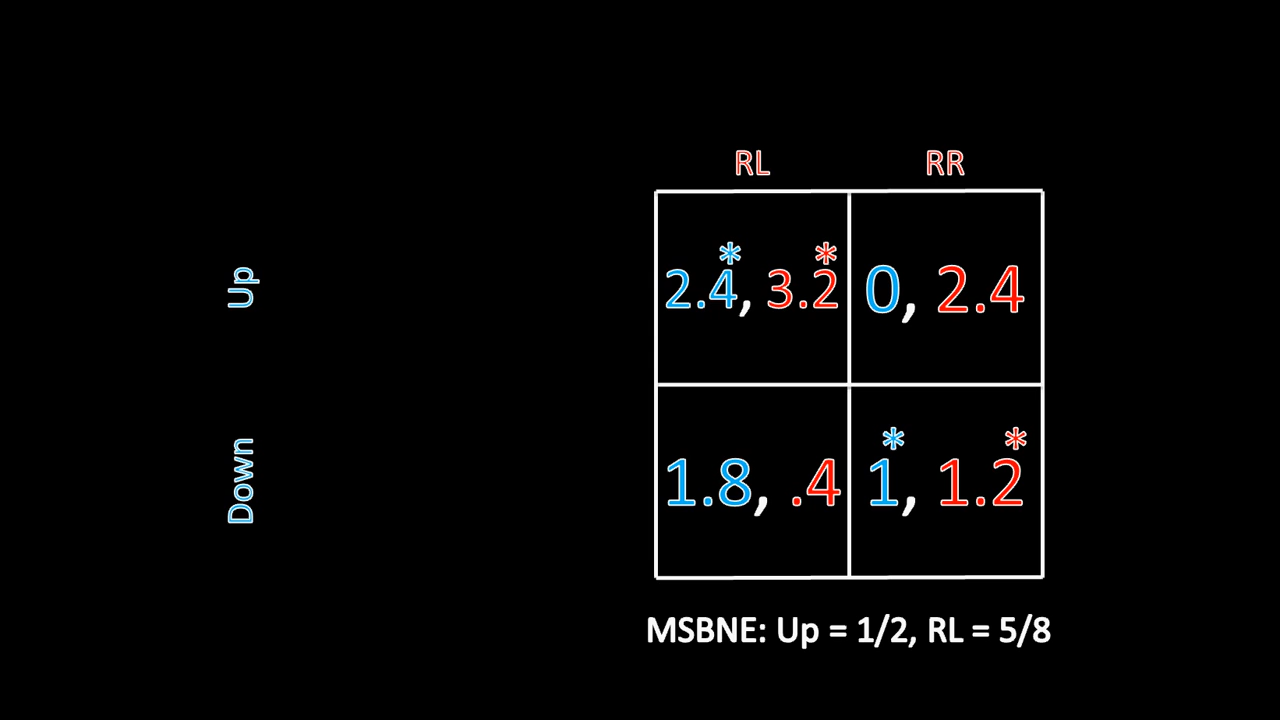 RL RR
Up
* *
2.4, 3.2 0, 2.4
Down
* *
1.8, .4 1, 1.2
MSBNE: Up = 1/2, RL = 5/8